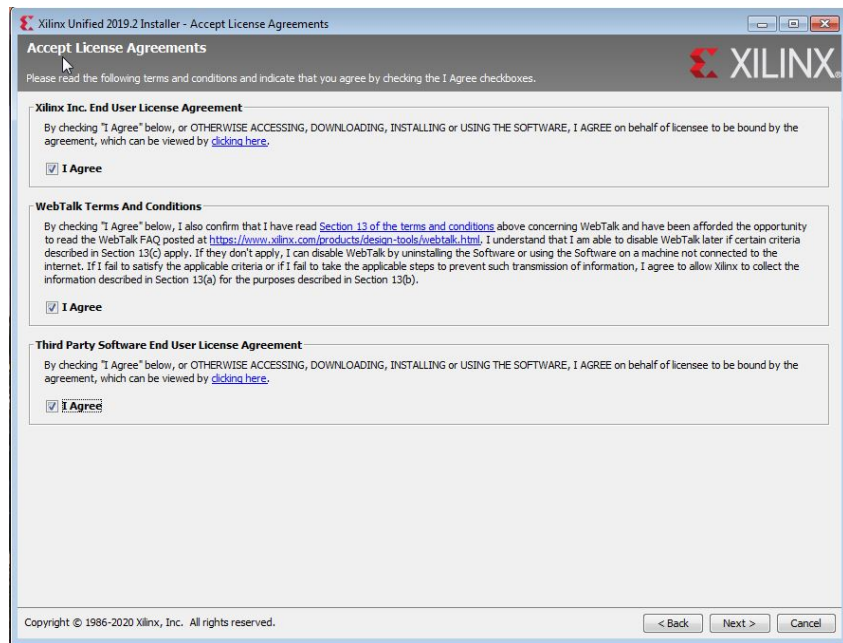 Xilinx Unified 2019.2 Installer - Accept License Agreements
Accept License Agreements
XILINX
Please read the following terms and conditions and indicate that you agree by checking the I Agree checkboxes.
Xilinx Inc. End User License Agreement
By checking "I Agree" below, or OTHERWISE ACCESSING, DOWNLOADING, INSTALLING or USING THE SOFTWARE, I AGREE on behalf of licensee to be bound by the
agreement, which can be viewed by clicking here.
I Agree
WebTalk Terms And Conditions
By checking "I Agree" below, I also confirm that I have read Section 13 of the terms and conditions above concerning WebTalk and have been afforded the opportunity
to read the WebTalk FAQ posted at https://www.xilinx.com/products/design-tools/webtalk.html. I understand that I am able to disable WebTalk later if certain criteria
described in Section 13(c) apply. If they don't apply, I can disable WebTalk by uninstalling the Software or using the Software on a machine not connected to the
internet. If I fail to satisfy the applicable criteria or if I fail to take the applicable steps to prevent such transmission of information, I agree to allow Xilinx to collect the
information described in Section 13(a) for the purposes described in Section 13(b).
I Agree
Third Party Software End User License Agreement
By checking "I Agree" below, or OTHERWISE ACCESSING, DOWNLOADING, INSTALLING or USING THE SOFTWARE, I AGREE on behalf of licensee to be bound by the
agreement, which can be viewed by clicking here.
I Agree
Copyright © 1986-2020 Xilinx, Inc. All rights reserved.
< Back Next > Cancel